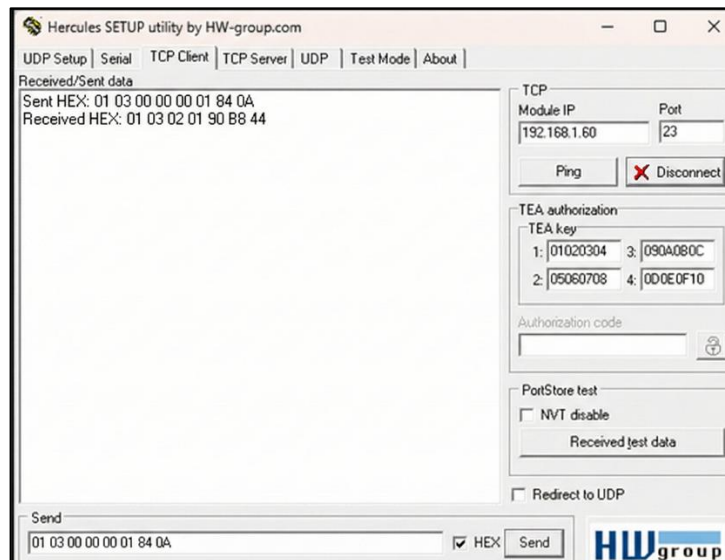 Hercules SETUP utility by HW-group.com
UDP Setup Serial TCP Client TCP Server UDP Test Mode About
Received/Sent data
Sent HEX: 01 03 00 00 00 01 84 0A
Received HEX: 01 03 02 01 90 B8 44
TCP
Module IP Port
192.168.1.60 23
Ping Disconnect
TEA authorization
TEA key
1: 01020304 3: 090A0B0C
2: 05060708 4: 0D0E0F10
Authorization code
PortStore test
NVT disable
Received test data
Redirect to UDP
Send
01 03 00 00 00 01 84 0A HEX Send
HW group